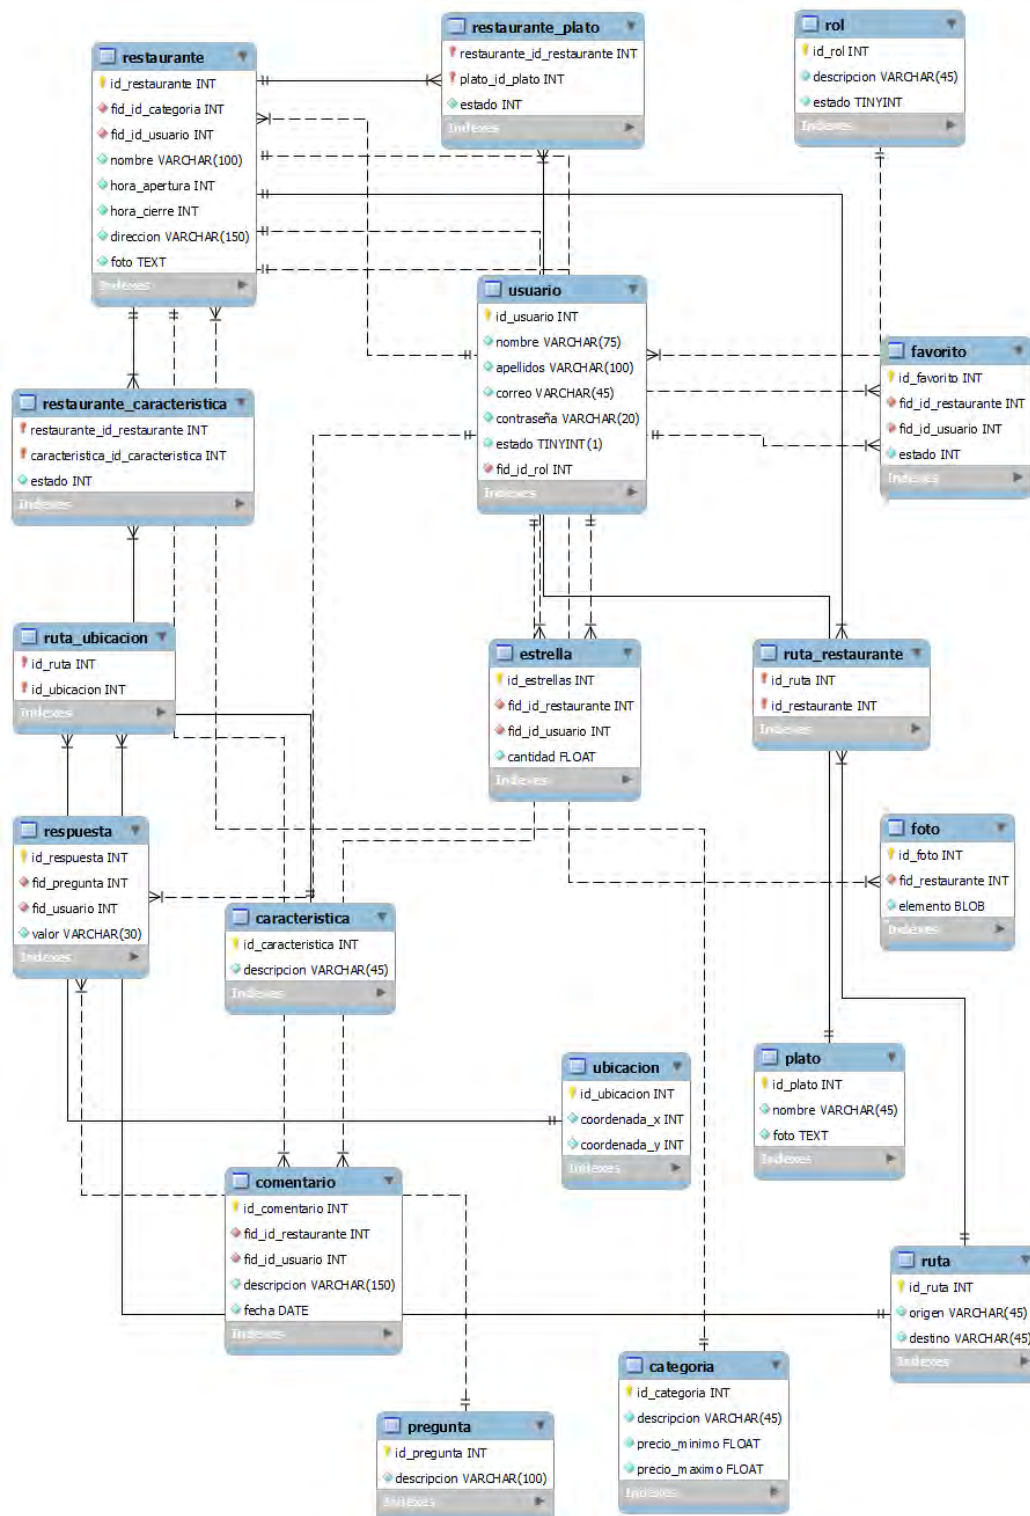 restaurante
id_restaurante INT
fid_id_categoria INT
fid_id_usuario INT
nombre VARCHAR(100)
hora_apertura INT
hora_cierre INT
direccion VARCHAR(150)
foto TEXT
Indexes
restaurante_plato
restaurante_id_restaurante INT
plato_id_plato INT
estado INT
Indexes
rol
id_rol INT
descripcion VARCHAR(45)
estado TINYINT
Indexes
usuario
id_usuario INT
nombre VARCHAR(75)
apellidos VARCHAR(100)
correo VARCHAR(45)
contraseña VARCHAR(20)
estado TINYINT(1)
fid_id_rol INT
Indexes
favorito
id_favorito INT
fid_id_restaurante INT
fid_id_usuario INT
estado INT
Indexes
restaurante_caracteristica
restaurante_id_restaurante INT
caracteristica_id_caracteristica INT
estado INT
Indexes
ruta_ubicacion
id_ruta INT
id_ubicacion INT
Indexes
estrella
id_estrellas INT
fid_id_restaurante INT
fid_id_usuario INT
cantidad FLOAT
Indexes
ruta_restaurante
id_ruta INT
id_restaurante INT
Indexes
respuesta
id_respuesta INT
fid_pregunta INT
fid_usuario INT
valor VARCHAR(30)
Indexes
foto
id_foto INT
fid_restaurante INT
elemento BLOB
Indexes
caracteristica
id_caracteristica INT
descripcion VARCHAR(45)
Indexes
ubicacion
id_ubicacion INT
coordenada_x INT
coordenada_y INT
Indexes
plato
id_plato INT
nombre VARCHAR(45)
foto TEXT
Indexes
comentario
id_comentario INT
fid_id_restaurante INT
fid_id_usuario INT
descripcion VARCHAR(150)
fecha DATE
Indexes
ruta
id_ruta INT
origen VARCHAR(45)
destino VARCHAR(45)
Indexes
categoria
id_categoria INT
descripcion VARCHAR(45)
precio_minimo FLOAT
precio_maximo FLOAT
Indexes
pregunta
id_pregunta INT
descripcion VARCHAR(100)
Indexes